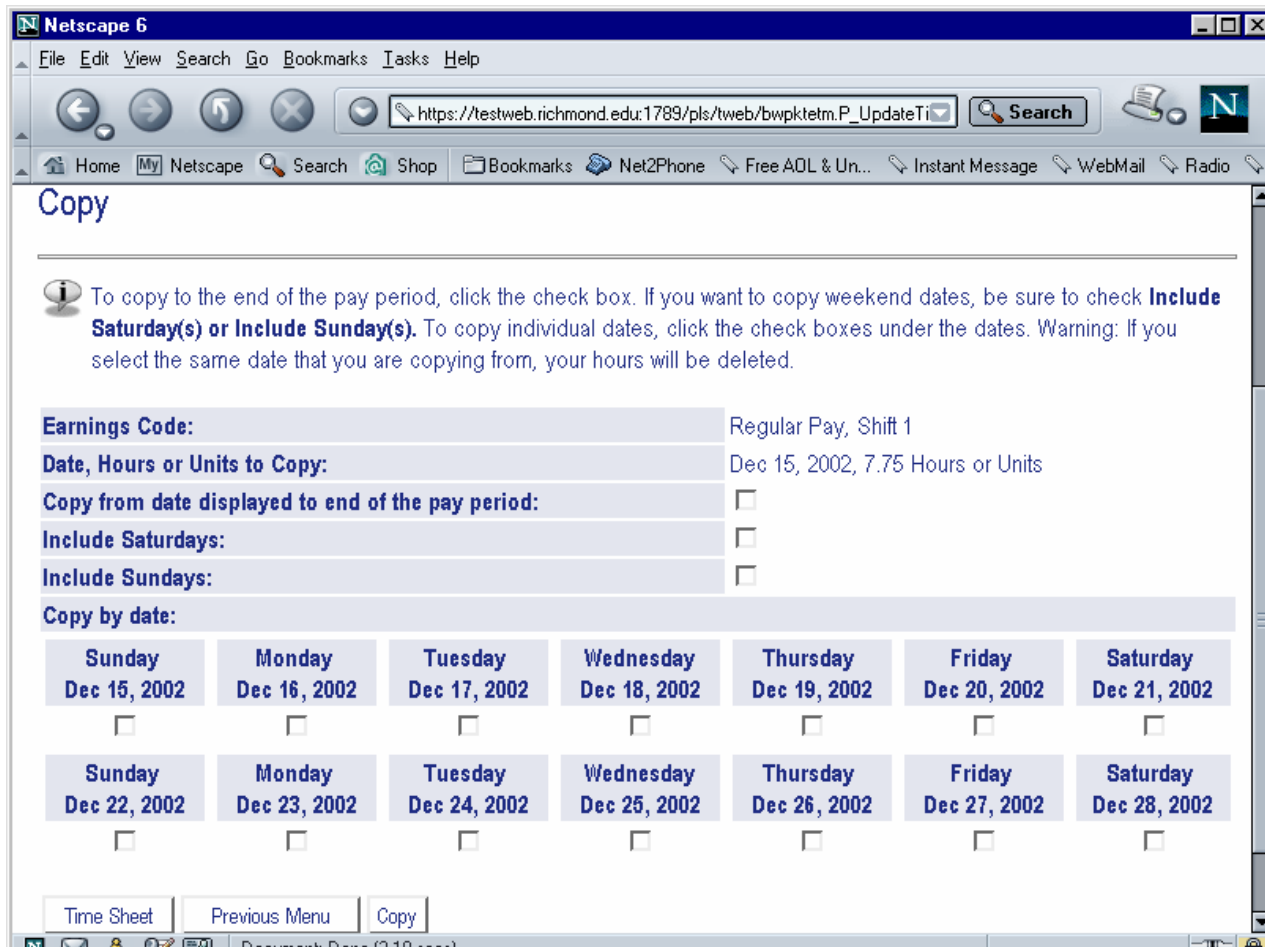 Netscape 6
File Edit View Search Go Bookmarks Tasks Help
https://testweb.richmond.edu:1789/pls/tweb/bwpktetm.P_UpdateTi Search N
Home My Netscape Search Shop Bookmarks Net2Phone Free AOL & Un... Instant Message WebMail Radio
Copy
To copy to the end of the pay period, click the check box. If you want to copy weekend dates, be sure to check Include
Saturday(s) or Include Sunday(s). To copy individual dates, click the check boxes under the dates. Warning: If you
select the same date that you are copying from, your hours will be deleted.
Earnings Code: Regular Pay, Shift 1
Date, Hours or Units to Copy: Dec 15, 2002, 7.75 Hours or Units
Copy from date displayed to end of the pay period:
Include Saturdays:
Include Sundays:
Copy by date:
Sunday Monday Tuesday Wednesday Thursday Friday Saturday
Dec 15, 2002 Dec 16, 2002 Dec 17, 2002 Dec 18, 2002 Dec 19, 2002 Dec 20, 2002 Dec 21, 2002
Sunday Monday Tuesday Wednesday Thursday Friday Saturday
Dec 22, 2002 Dec 23, 2002 Dec 24, 2002 Dec 25, 2002 Dec 26, 2002 Dec 27, 2002 Dec 28, 2002
Time Sheet Previous Menu Copy
Document: Done